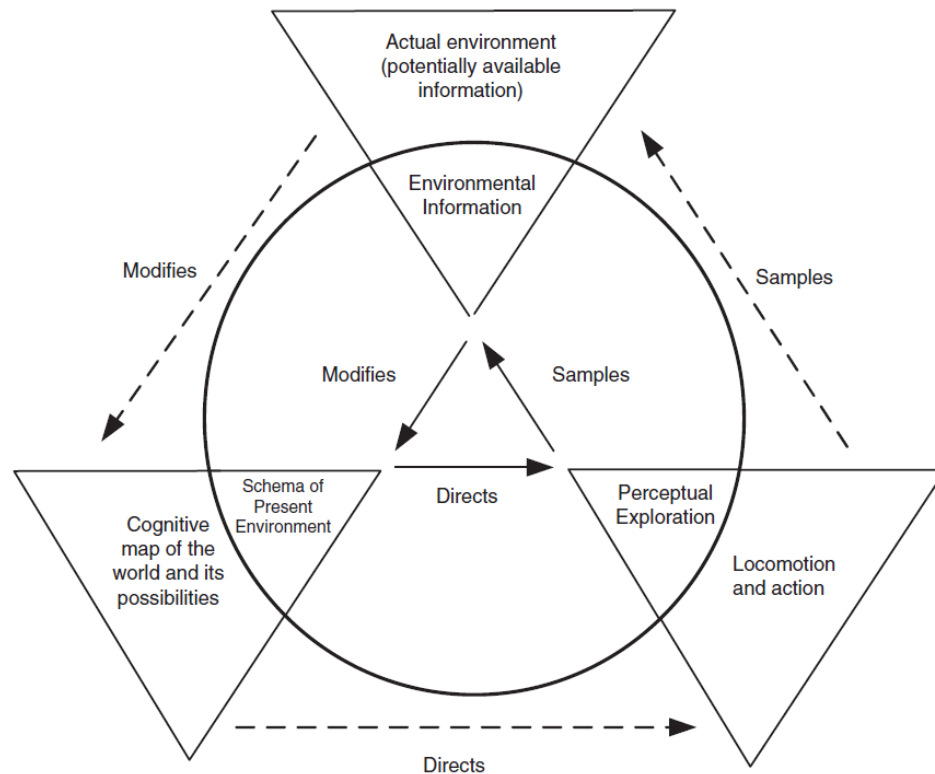 Actual environment
(potentially available
information)
Environmental
Information
Modifies
Samples
Modifies
Samples
Schema of
Present
Environment
Directs
Perceptual
Exploration
Cognitive
map of the
world and its
possibilities
Locomotion
and action
Directs